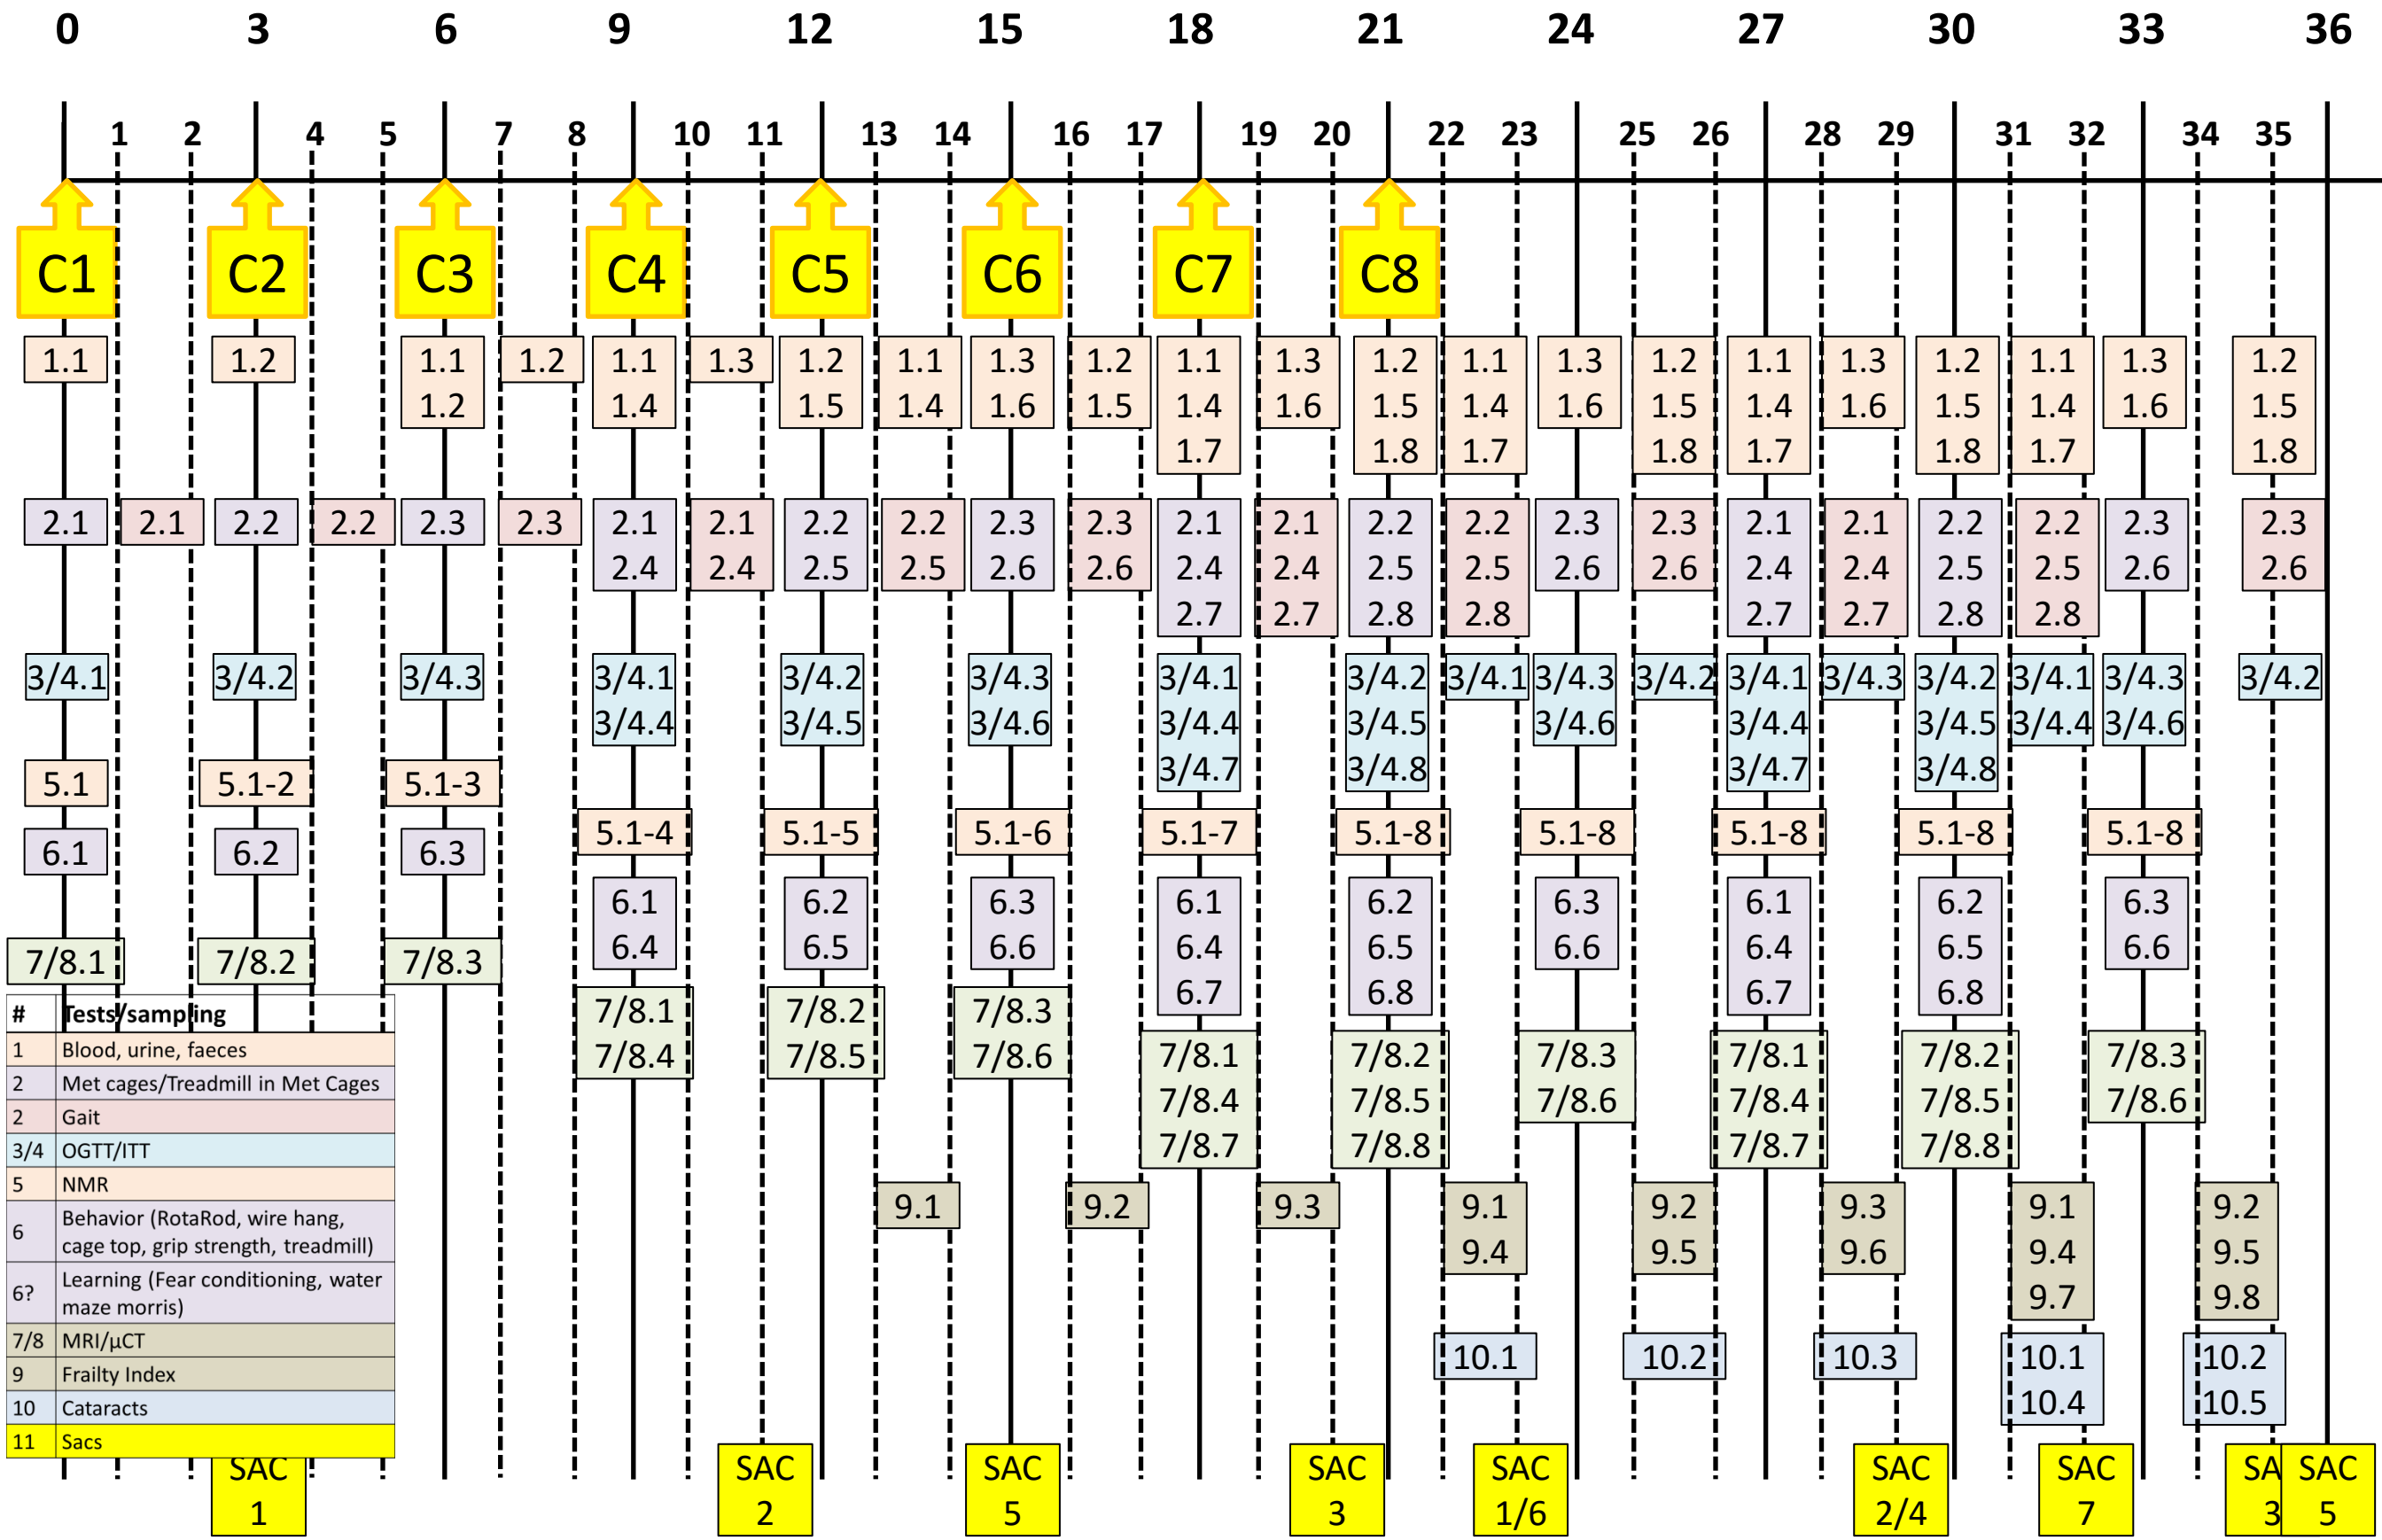 0 3 6 9 12 15 18 21 24 27 30 33 36
1 2 4 5 7 8 10 11 13 14 16 17 19 20 22 23 25 26 28 29 31 32 34 35
C1 C2 C3 C4 C5 C6 C7 C8
1.1 1.2 1.1 1.2 1.1 1.3 1.2 1.1 1.3 1.2 1.1 1.3 1.2 1.1 1.3 1.2 1.1 1.3 1.2 1.1 1.3 1.2
1.2 1.4 1.5 1.4 1.6 1.5 1.4 1.6 1.5 1.4 1.6 1.5 1.4 1.6 1.5 1.4 1.6 1.5
1.7 1.8 1.7 1.8 1.7 1.8 1.7 1.8
2.1 2.1 2.2 2.2 2.3 2.3 2.1 2.1 2.2 2.2 2.3 2.3 2.1 2.1 2.2 2.2 2.3 2.3 2.1 2.1 2.2 2.2 2.3 2.3
2.4 2.4 2.5 2.5 2.6 2.6 2.4 2.4 2.5 2.5 2.6 2.6 2.4 2.4 2.5 2.5 2.6 2.6
2.7 2.7 2.8 2.8 2.7 2.7 2.8 2.8
3/4.1 3/4.2 3/4.3 3/4.1 3/4.2 3/4.3 3/4.1 3/4.2 3/4.1 3/4.3 3/4.2 3/4.1 3/4.3 3/4.2 3/4.1 3/4.3 3/4.2
3/4.4 3/4.5 3/4.6 3/4.4 3/4.5 3/4.6 3/4.4 3/4.5 3/4.4 3/4.6
3/4.7 3/4.8 3/4.7 3/4.8
5.1 5.1-2 5.1-3
5.1-4 5.1-5 5.1-6 5.1-7 5.1-8 5.1-8 5.1-8 5.1-8 5.1-8
6.1 6.2 6.3
6.1 6.2 6.3 6.1 6.2 6.3 6.1 6.2 6.3
6.4 6.5 6.6 6.4 6.5 6.6 6.4 6.5 6.6
6.7 6.8 6.7 6.8
7/8.1 7/8.2 7/8.3
7/8.1 7/8.2 7/8.3
7/8.4 7/8.5 7/8.6
7/8.1 7/8.2 7/8.3 7/8.1 7/8.2 7/8.3
7/8.4 7/8.5 7/8.6 7/8.4 7/8.5 7/8.6
7/8.7 7/8.8 7/8.7 7/8.8
9.1 9.2 9.3 9.1 9.2 9.3 9.1 9.2
9.4 9.5 9.6 9.4 9.5
9.7 9.8
10.1 10.2 10.3 10.1 10.2
10.4 10.5
# Tests/sampling
1 Blood, urine, faeces
2 Met cages/Treadmill in Met Cages
2 Gait
3/4 OGTT/ITT
5 NMR
6 Behavior (RotaRod, wire hang,
cage top, grip strength, treadmill)
6? Learning (Fear conditioning, water
maze morris)
7/8 MRI/µCT
9 Frailty Index
10 Cataracts
11 Sacs
SAC SAC SAC SAC SAC SAC SAC SA SAC
1 2 5 3 1/6 2/4 7 3 5